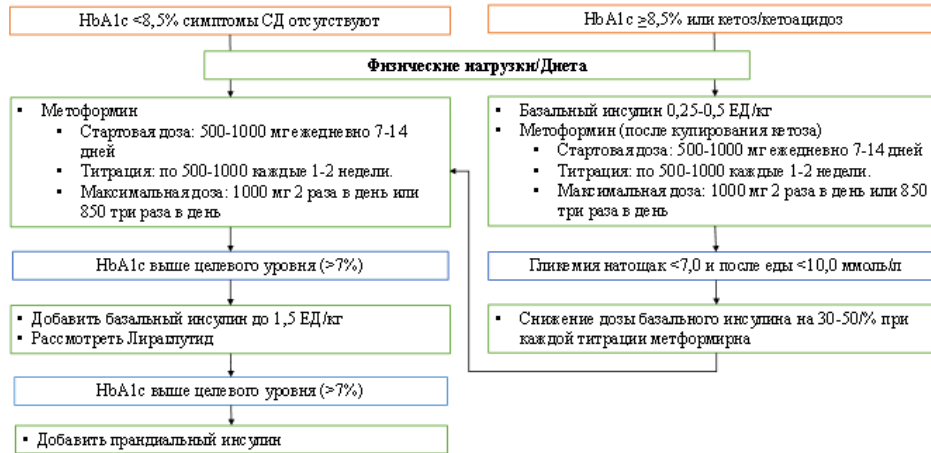 HbA1c <8,5% симптомы СД отсутствуют
HbA1c ≥8,5% или кетоз/кетоацидоз
Физические нагрузки/Диета
▪ Метоформин
▪ Стартовая доза: 500-1000 мг ежедневно 7-14
дней
▪ Титрация: по 500-1000 каждые 1-2 недели.
▪ Максимальная доза: 1000 мг 2 раза в день или
850 три раза в день
▪ Базальный инсулин 0,25-0,5 ЕД/кг
▪ Метоформин (после купирования кетоза)
▪ Стартовая доза: 500-1000 мг ежедневно 7-14 дней
▪ Титрация: по 500-1000 каждые 1-2 недели.
▪ Максимальная доза: 1000 мг 2 раза в день или 850
три раза в день
HbA1c выше целевого уровня (>7%)
Гликемия натощак <7,0 и после еды <10,0 ммоль/л
▪ Добавить базальный инсулин до 1,5 ЕД/кг
▪ Рассмотреть Лираглутид
▪ Снижение дозы базального инсулина на 30-50/% при
каждой титрации метформирна
HbA1c выше целевого уровня (>7%)
▪ Добавить прандиальный инсулин